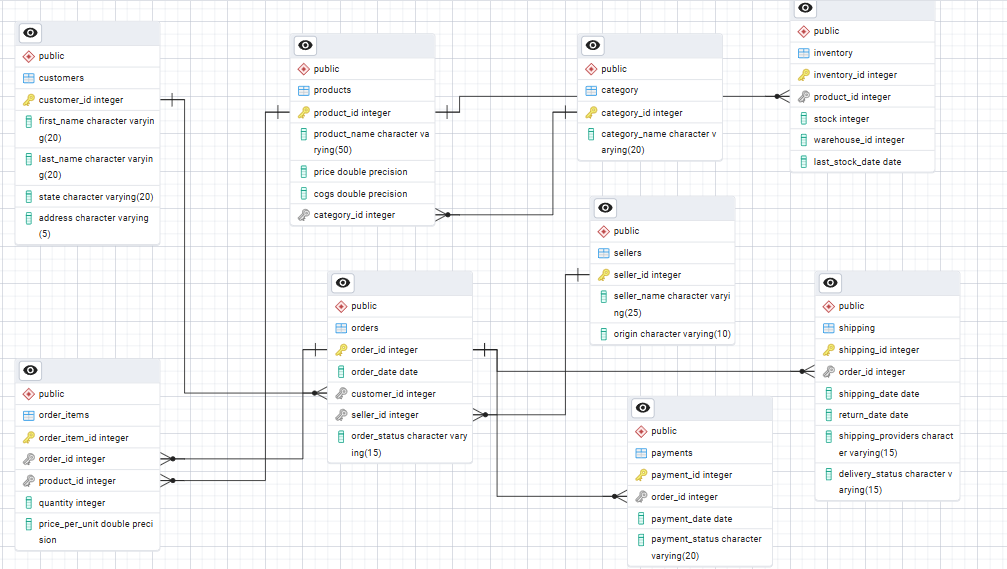 public
customers
customer_id integer
first_name character varyin
g(20)
last_name character varyin
g(20)
state character varying(20)
address character varying
(5)
public
products
product_id integer
product_name character va
rying(50)
price double precision
cogs double precision
category_id integer
public
category
category_id integer
category_name character v
arying(20)
public
inventory
inventory_id integer
product_id integer
stock integer
warehouse_id integer
last_stock_date date
public
sellers
seller_id integer
seller_name character varyi
ng(25)
origin character varying(10)
public
orders
order_id integer
order_date date
customer_id integer
seller_id integer
order_status character vary
ing(15)
public
shipping
shipping_id integer
order_id integer
shipping_date date
return_date date
shipping_providers charact
er varying(15)
delivery_status character v
arying(15)
public
order_items
order_item_id integer
order_id integer
product_id integer
quantity integer
price_per_unit double preci
sion
public
payments
payment_id integer
order_id integer
payment_date date
payment_status character
varying(20)